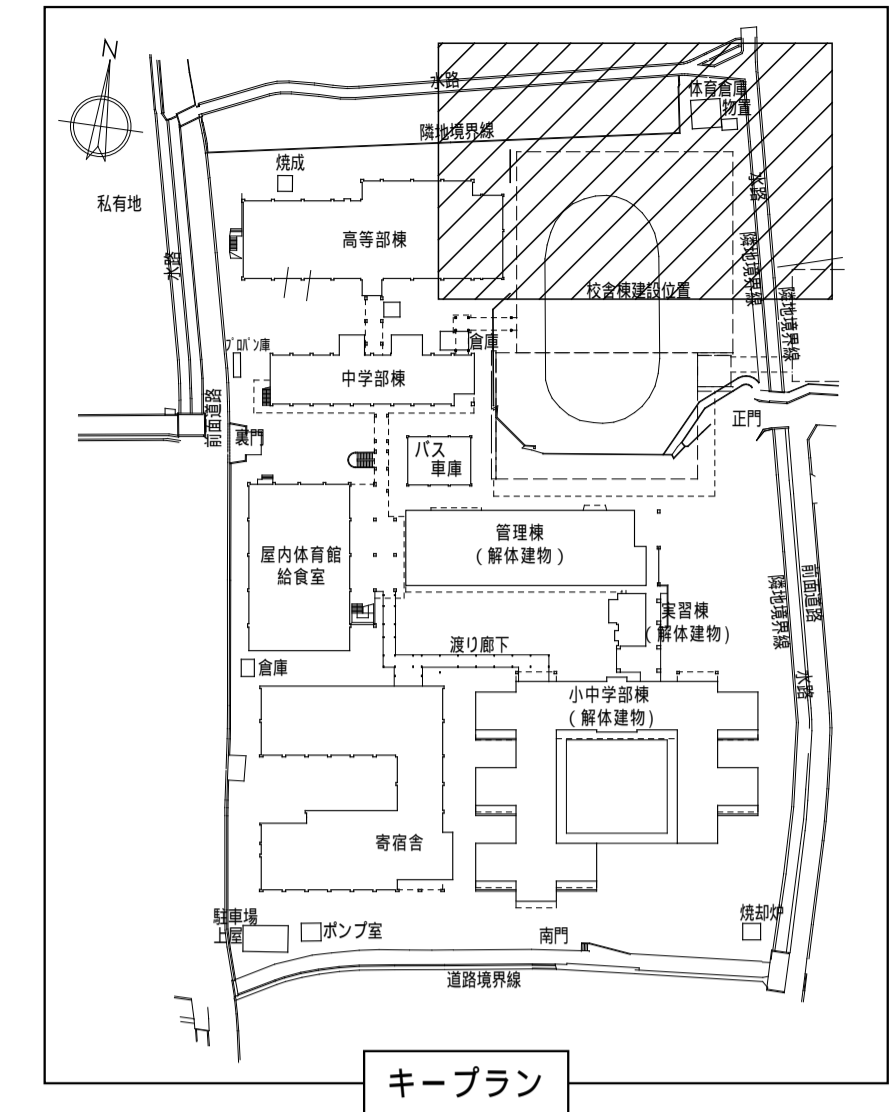 N
水路
体育倉庫
物置
隣地境界線
焼成
私有地
高等部棟
水路
水路
隣地境界線
校舎棟建設位置
隣地境界線
プロパン庫
倉庫
中学部棟
前面道路
裏門
正門
バス
車庫
管理棟
(解体建物)
屋内体育館
給食室
前面道路
隣地境界線
実習棟
(解体建物)
渡り廊下
倉庫
水路
小中学部棟
(解体建物)
寄宿舎
駐車場
上屋
ポンプ室
南門
焼却炉
道路境界線
キープラン